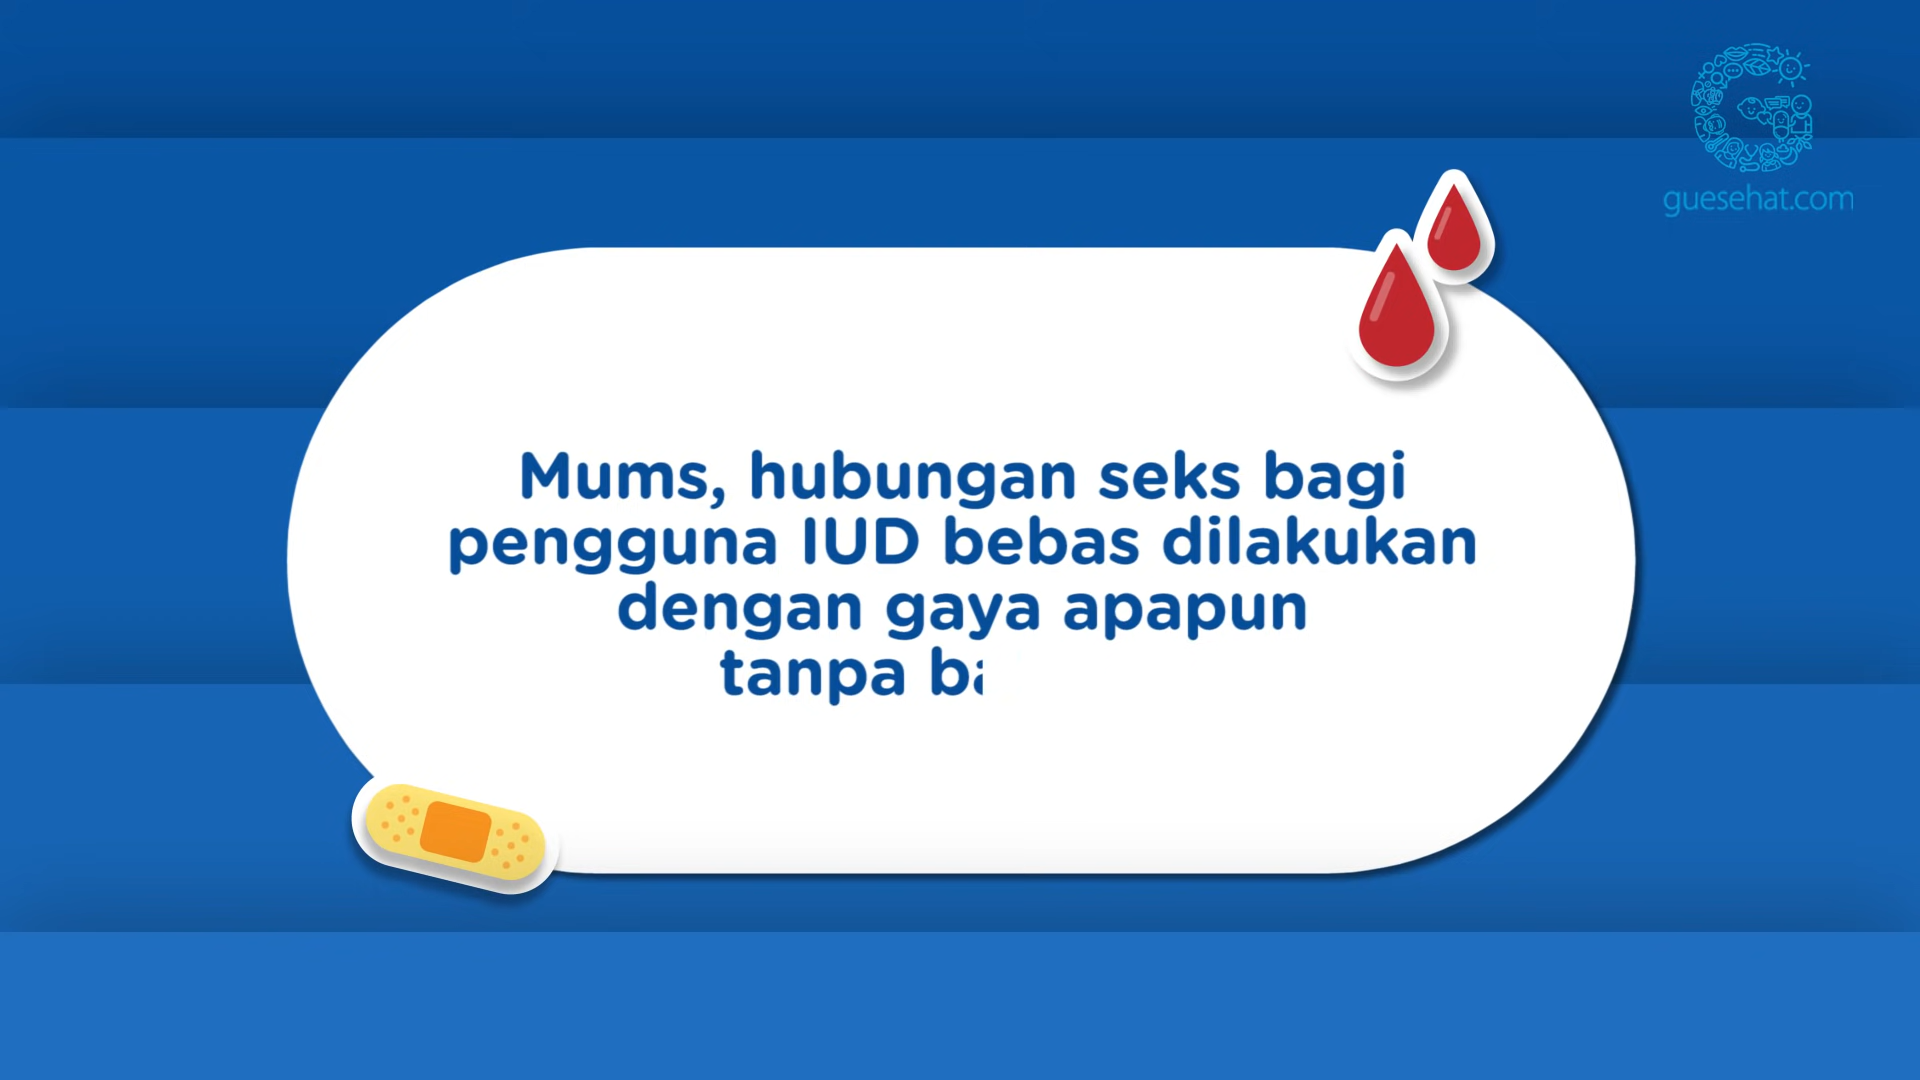 guesehat.com
Mums, hubungan seks bagi
pengguna IUD bebas dilakukan
dengan gaya apapun
tanpa